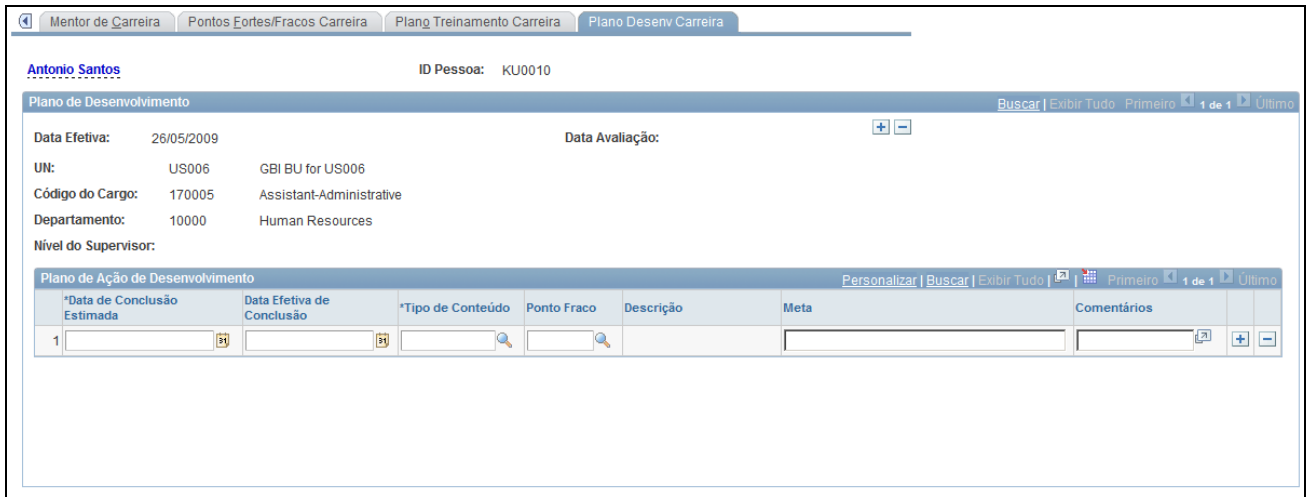 Mentor de Carreira Pontos Fortes/Fracos Carreira Plano Treinamento Carreira Plano Desenv Carreira
Antonio Santos ID Pessoa: KU0010
Plano de Desenvolvimento Buscar | Exibir Tudo Primeiro 1 de 1 Último
Data Efetiva: 26/05/2009 Data Avaliação:
UN: US006 GBI BU for US006
Código do Cargo: 170005 Assistant-Administrative
Departamento: 10000 Human Resources
Nível do Supervisor:
Plano de Ação de Desenvolvimento Personalizar | Buscar | Exibir Tudo | | Primeiro 1 de 1 Último
*Data de Conclusão Estimada Data Efetiva de Conclusão *Tipo de Conteúdo Ponto Fraco Descrição Meta Comentários
1